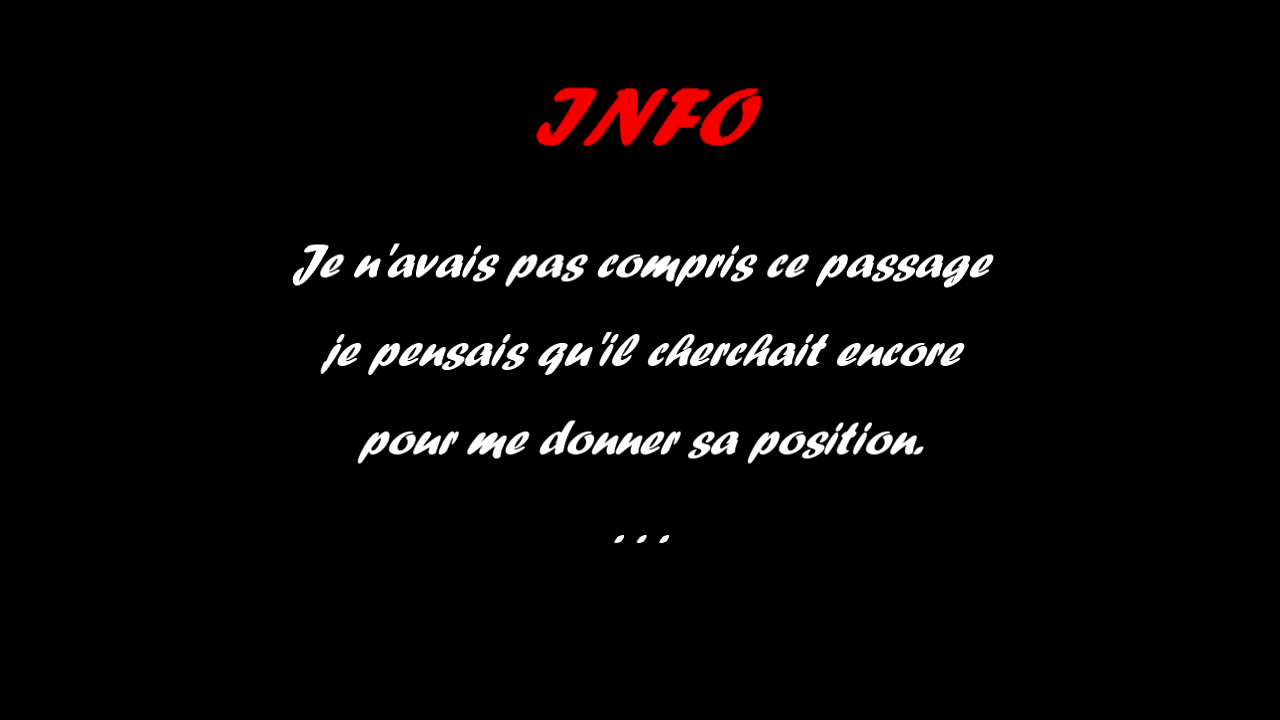 INFO
Je n'avais pas compris ce passage
je pensais qu'il cherchait encore
pour me donner sa position.
. . .